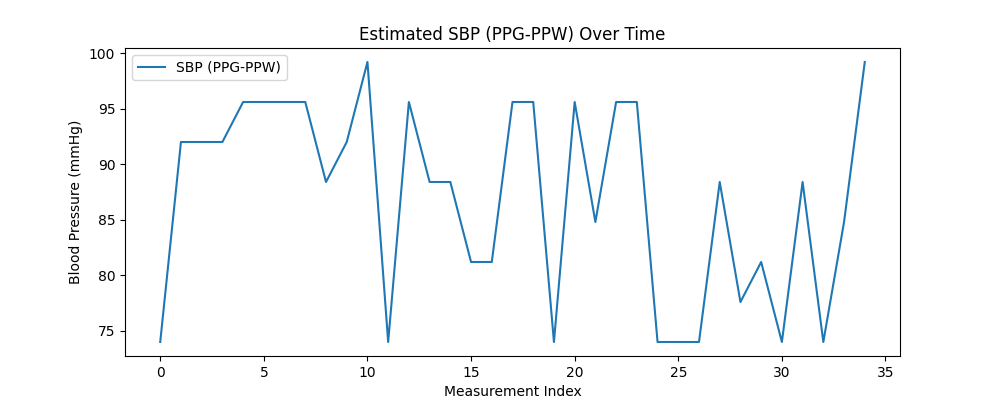 Estimated SBP (PPG-PPW) Over Time
SBP (PPG-PPW)
Blood Pressure (mmHg)
100
95
90
85
80
75
0 5 10 15 20 25 30 35
Measurement Index